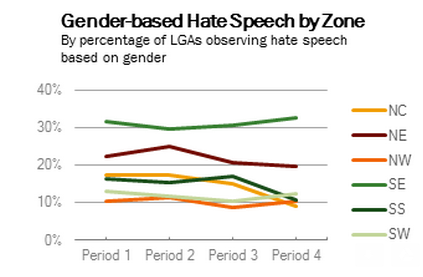 Gender-based Hate Speech by Zone
By percentage of LGAs observing hate speech
based on gender
40%
30%
20%
10%
0%
Period 1 Period 2 Period 3 Period 4
NC
NE
NW
SE
SS
SW